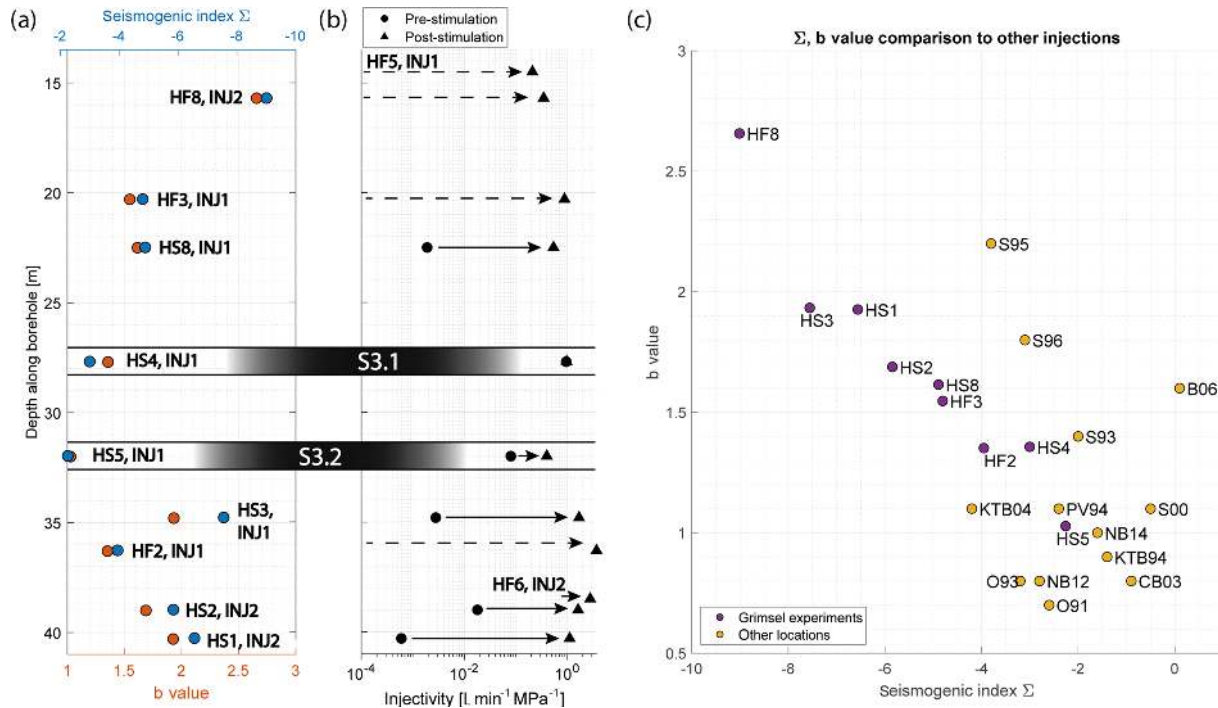 (a)
Seismogenic index Σ
-2
-4
-6
-8
-10
Depth along borehole [m]
15
20
25
30
35
40
HF8, INJ2
HF3, INJ1
HS8, INJ1
HS4, INJ1
HS5, INJ1
HS3,
INJ1
HF2, INJ1
HS2, INJ2
HS1, INJ2
1
1.5
2
2.5
3
b value
S3.1
S3.2
(b)
Pre-stimulation
Post-stimulation
HF5, INJ1
HF6, INJ2
10⁻⁴
10⁻³
10⁻²
10⁻¹
10⁰
Injectivity [l min⁻¹ MPa⁻¹]
(c)
Σ, b value comparison to other injections
b value
3
2.5
2
1.5
1
0.5
HF8
S95
HS3
HS1
S96
HS2
HS8
HF3
B06
S93
HF2
HS4
KTB04
PV94
S00
HS5
NB14
KTB94
O93
NB12
CB03
O91
Grimsel experiments
Other locations
-10
-8
-6
-4
-2
0
Seismogenic index Σ